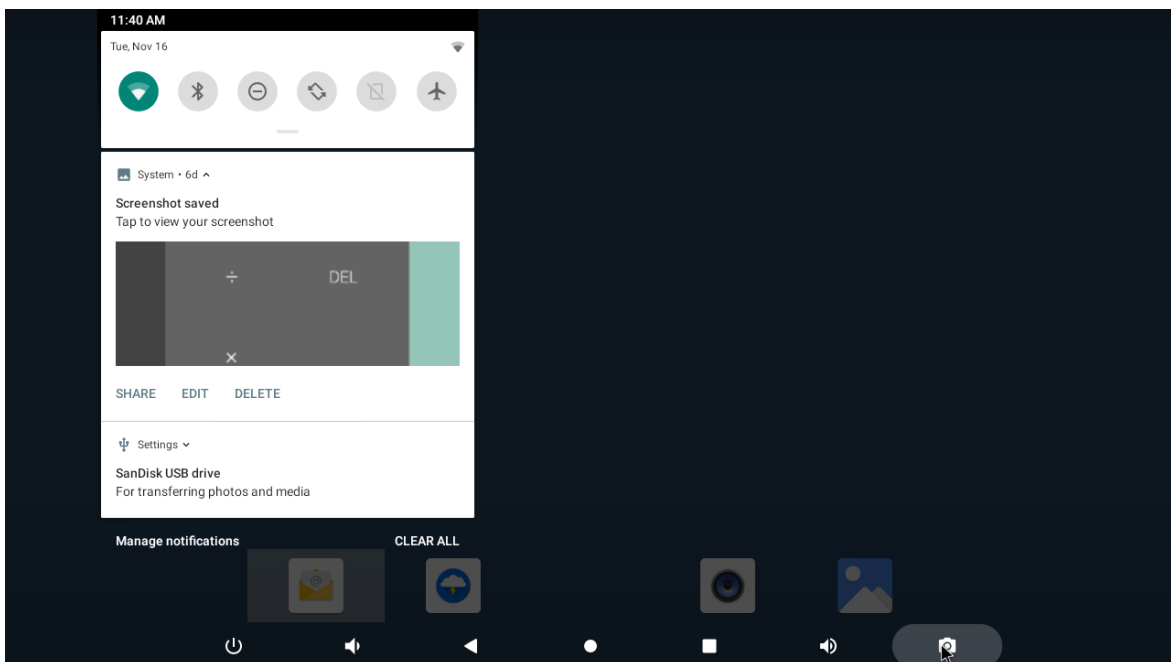 11:40 AM
Tue, Nov 16
System • 6d
Screenshot saved
Tap to view your screenshot
÷ DEL
×
SHARE EDIT DELETE
Settings
SanDisk USB drive
For transferring photos and media
Manage notifications CLEAR ALL